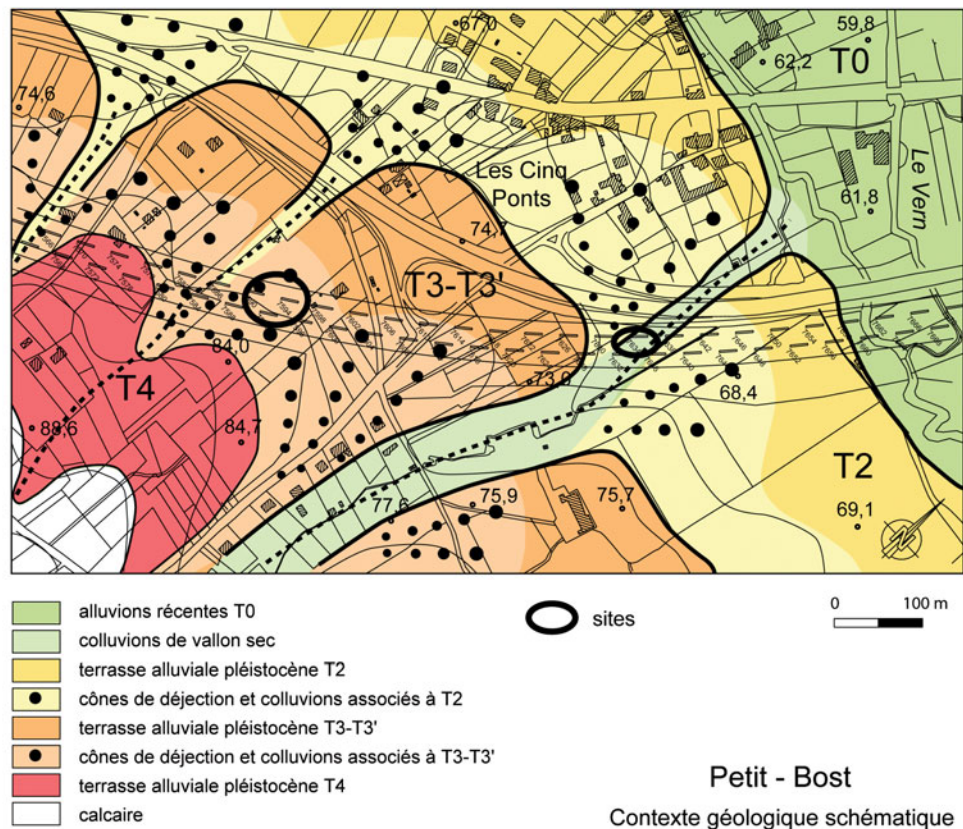 67,0
59,8
62,2
T0
74,6
Les Cinq
Ponts
61,8
Le Vern
74,7
T3-T3'
84,0
73,9
T4
68,4
88,6
84,7
T2
77,6
75,9
75,7
69,1
N
alluvions récentes T0
colluvions de vallon sec
terrasse alluviale pléistocène T2
cônes de déjection et colluvions associés à T2
terrasse alluviale pléistocène T3-T3'
cônes de déjection et colluvions associés à T3-T3'
terrasse alluviale pléistocène T4
calcaire
sites
0 100 m
Petit - Bost
Contexte géologique schématique